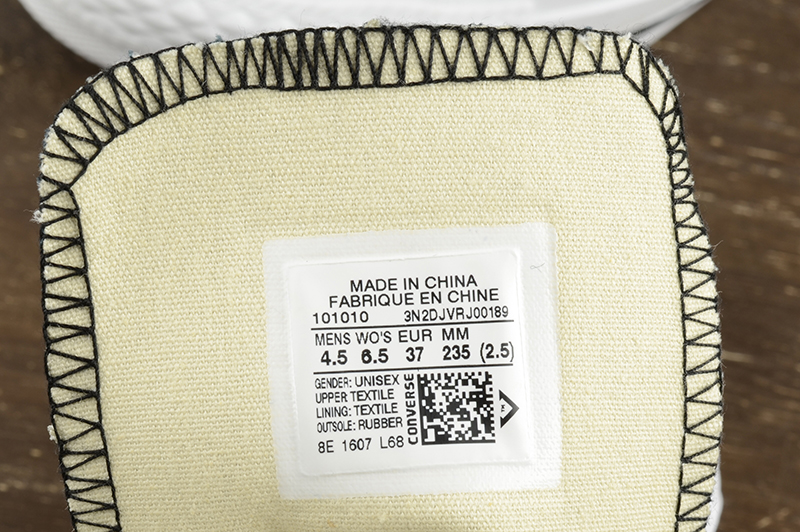 MADE IN CHINA
FABRIQUE EN CHINE
101010 3N2DJVRJ00189
MENS WO'S EUR MM
4.5 6.5 37 235 (2.5)
GENDER: UNISEX
UPPER: TEXTILE
LINING: TEXTILE
OUTSOLE: RUBBER
8E 1607 L68
CONVERSE